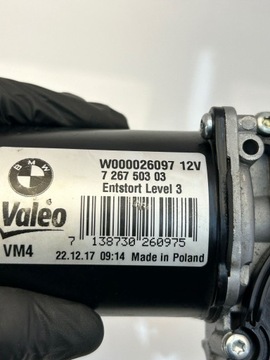 BMW
W000026097 12V
7 267 503 03
Entstort Level 3
Valeo
VM4
7 138730 260975
22.12.17 09:14 Made in Poland